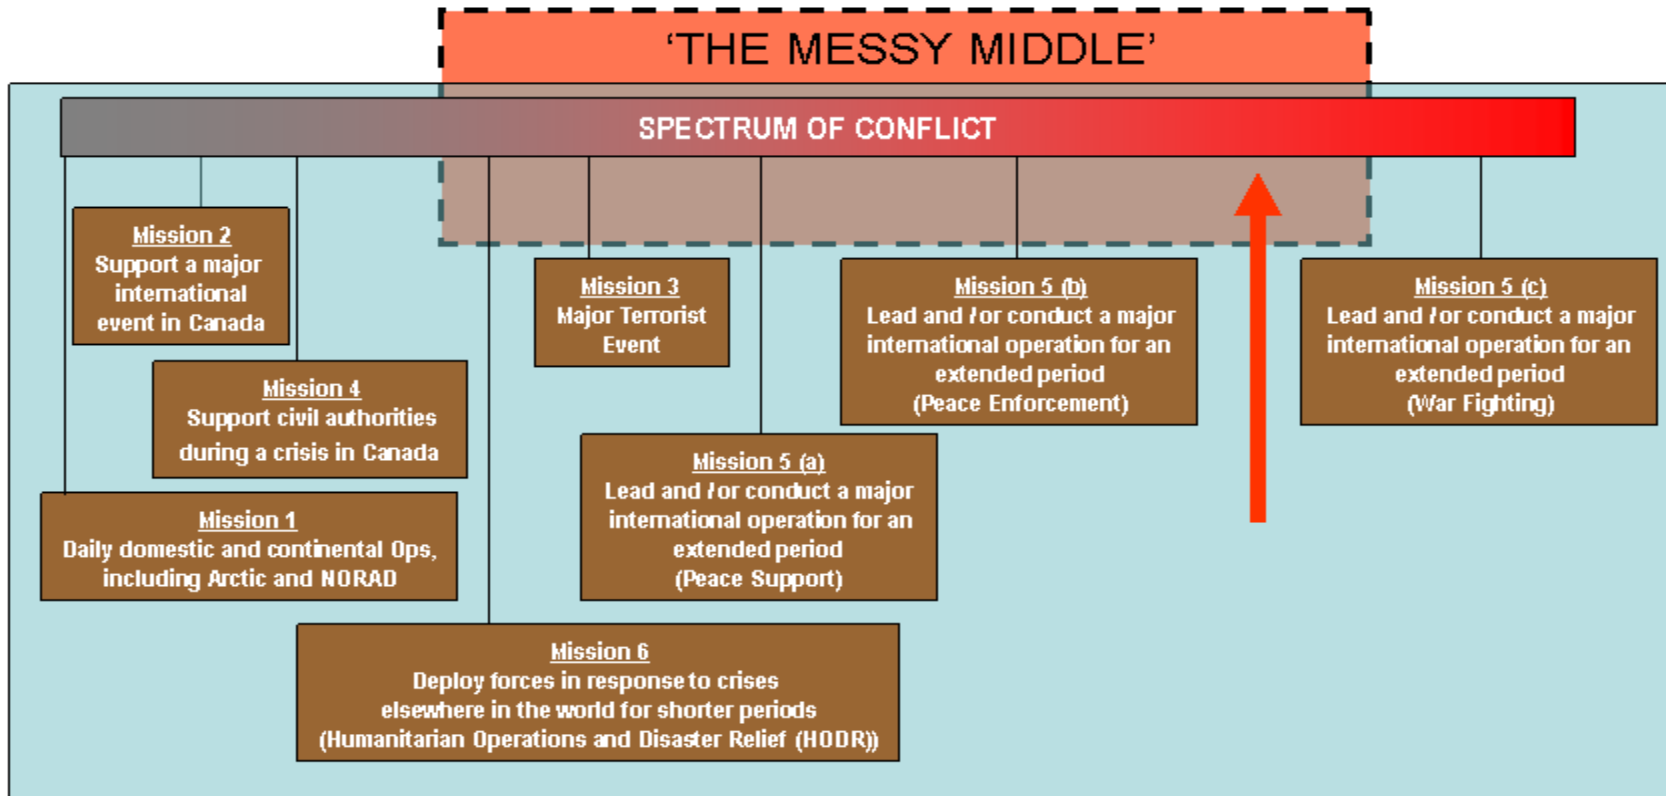 'THE MESSY MIDDLE'
SPECTRUM OF CONFLICT
Mission 2
Support a major
international
event in Canada
Mission 4
Support civil authorities
during a crisis in Canada
Mission 1
Daily domestic and continental Ops,
including Arctic and NORAD
Mission 6
Deploy forces in response to crises
elsewhere in the world for shorter periods
(Humanitarian Operations and Disaster Relief (HODR))
Mission 3
Major Terrorist
Event
Mission 5 (a)
Lead and /or conduct a major
international operation for an
extended period
(Peace Support)
Mission 5 (b)
Lead and /or conduct a major
international operation for an
extended period
(Peace Enforcement)
Mission 5 (c)
Lead and /or conduct a major
international operation for an
extended period
(War Fighting)